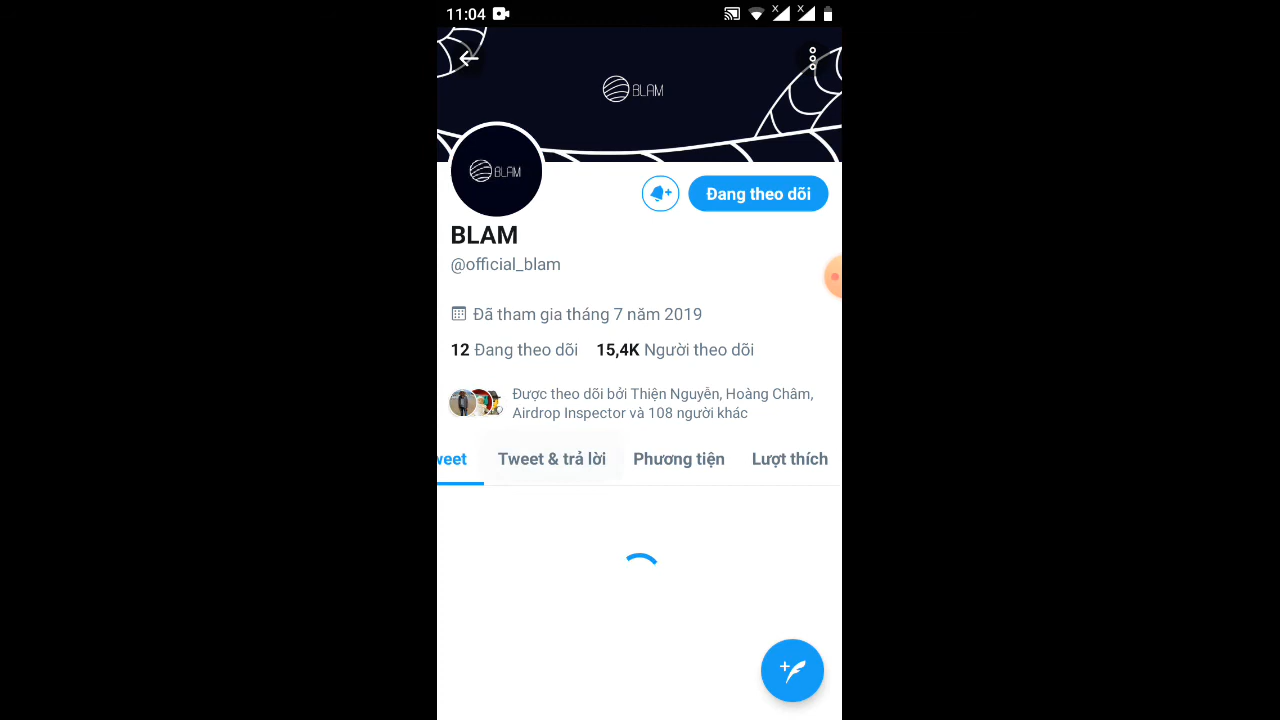 11:04
BLAM
BLAM
Đang theo dõi
BLAM
@official_blam
Đã tham gia tháng 7 năm 2019
12 Đang theo dõi 15,4K Người theo dõi
Được theo dõi bởi Thiện Nguyễn, Hoàng Châm,
Airdrop Inspector và 108 người khác
weet Tweet & trả lời Phương tiện Lượt thích